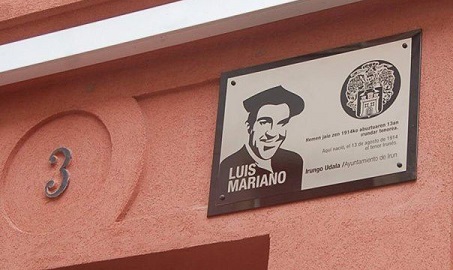 3
LUIS
MARIANO
Hemen jaio zen 1914ko abuztuaren 13an
irundar tenorea.
Aquí nació, el 13 de agosto de 1914
el tenor irunés.
Irungo Udala / Ayuntamiento de Irun